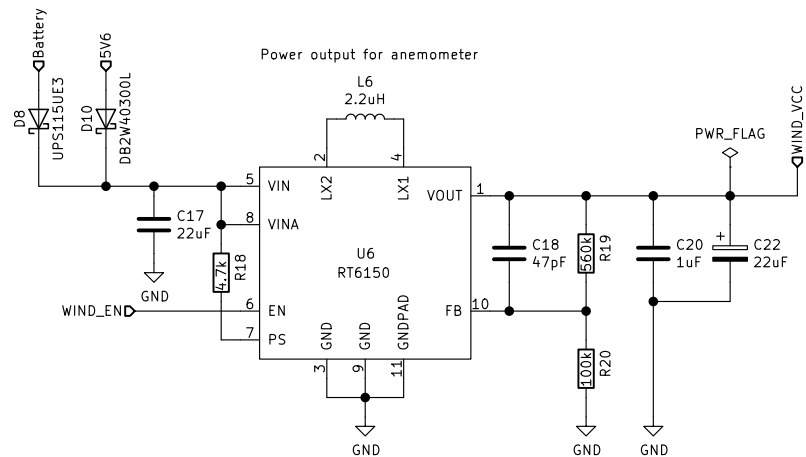 Battery
5V6
Power output for anemometer
L6
2.2uH
D8
UPS115UE3
D10
DB2W40300L
PWR_FLAG
WIND_VCC
2
4
5
VIN
LX2
LX1
VOUT
1
C17
22uF
8
VINA
U6
RT6150
C18
47pF
560k
R19
C20
1uF
+
C22
22uF
4.7k
R18
GND
WIND_EN
6
EN
FB
10
7
PS
GND
GND
GNDPAD
3
9
11
100k
R20
GND
GND
GND